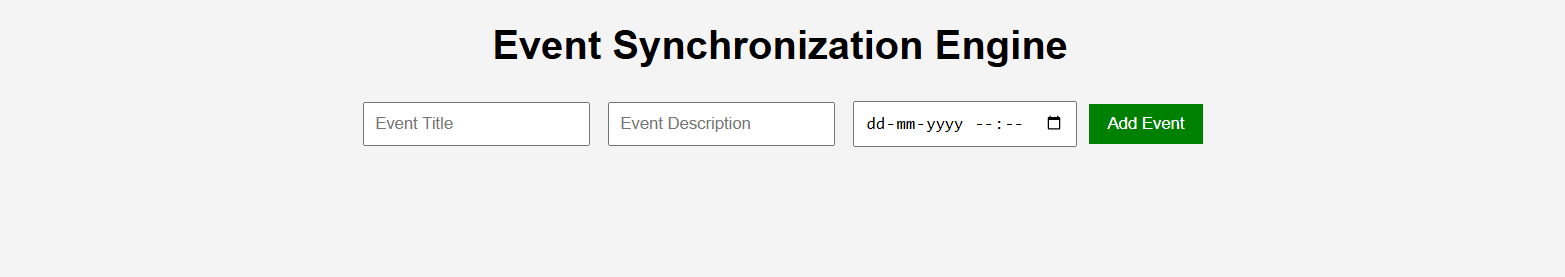 Event Synchronization Engine
Event Title Event Description dd-mm-yyyy --:-- Add Event